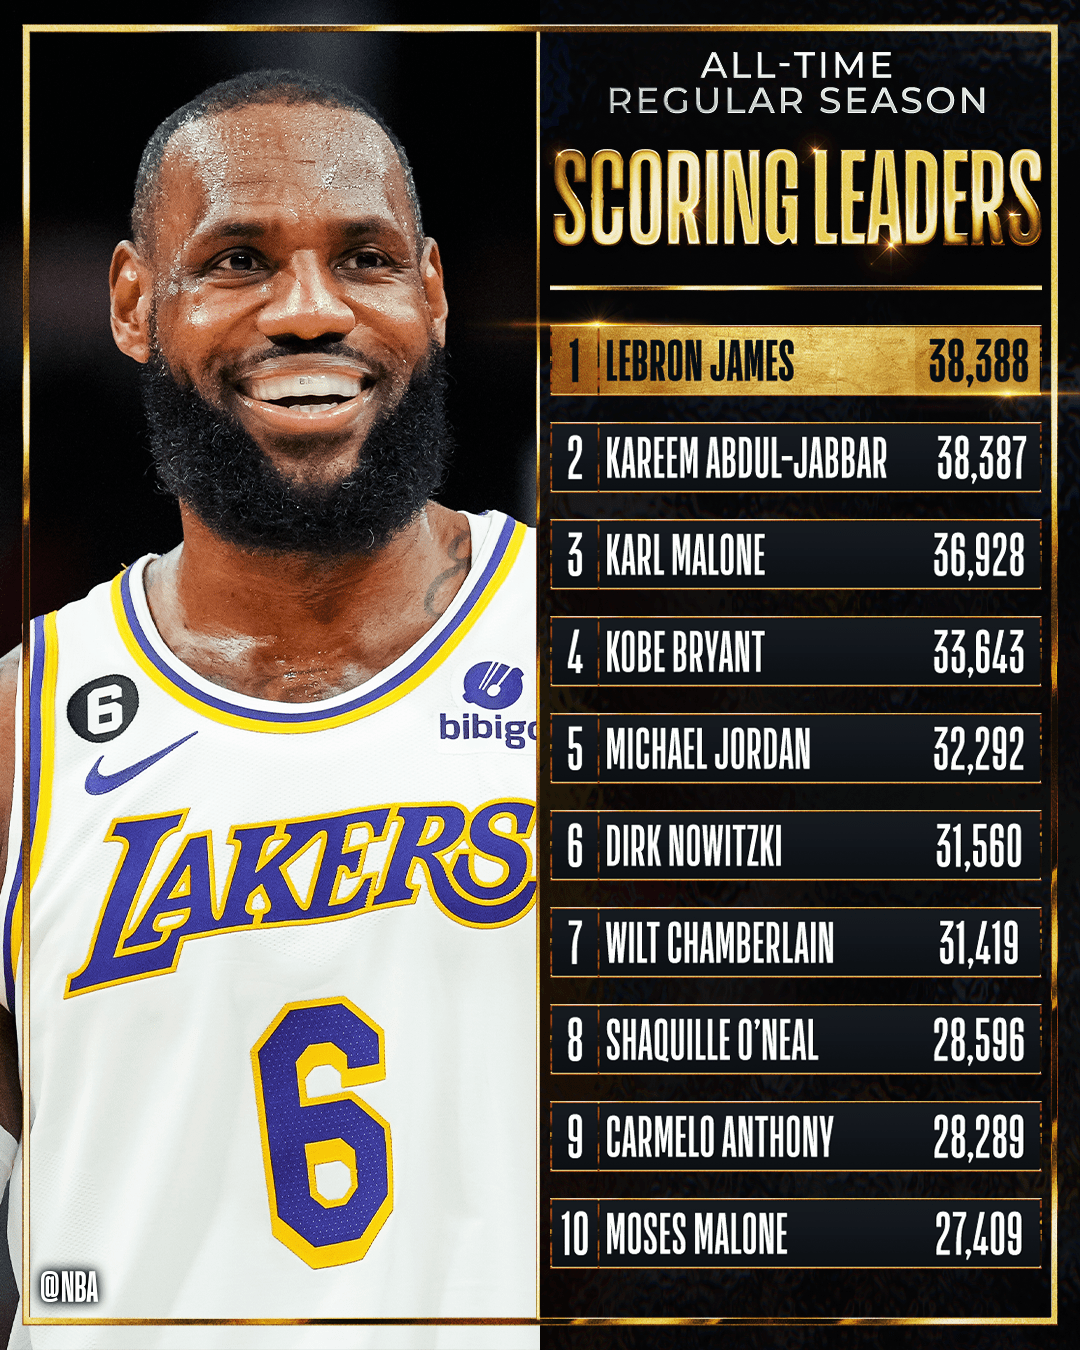 ALL-TIME
REGULAR SEASON
SCORING LEADERS
1 LEBRON JAMES 38,388
2 KAREEM ABDUL-JABBAR 38,387
3 KARL MALONE 36,928
4 KOBE BRYANT 33,643
5 MICHAEL JORDAN 32,292
6 DIRK NOWITZKI 31,560
7 WILT CHAMBERLAIN 31,419
8 SHAQUILLE O'NEAL 28,596
9 CARMELO ANTHONY 28,289
10 MOSES MALONE 27,409
6
bibigo
LAKERS
6
@NBA